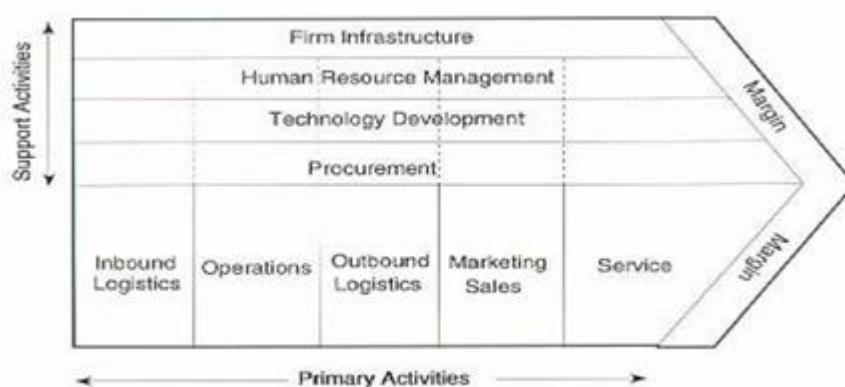 Support Activities
Firm Infrastructure
Human Resource Management
Technology Development
Procurement
Margin
Margin
Inbound
Logistics
Operations
Outbound
Logistics
Marketing
Sales
Service
Primary Activities